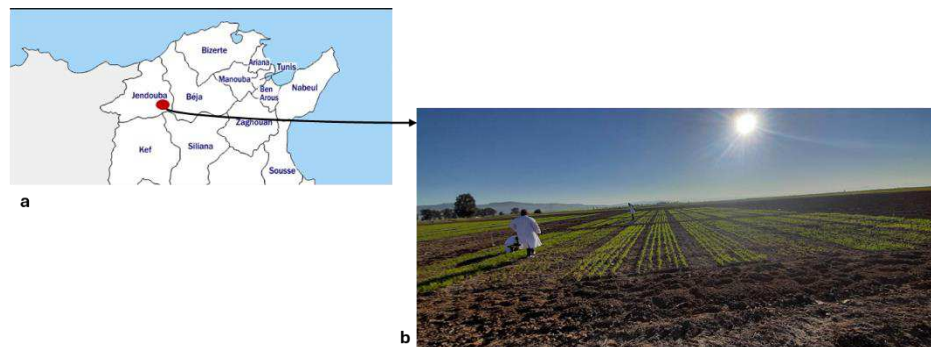 Bizerte
Ariana
Tunis
Manouba
Jendouba
Béja
Ben
Arous
Nabeul
Zaghouan
Kef
Siliana
Sousse
a
b